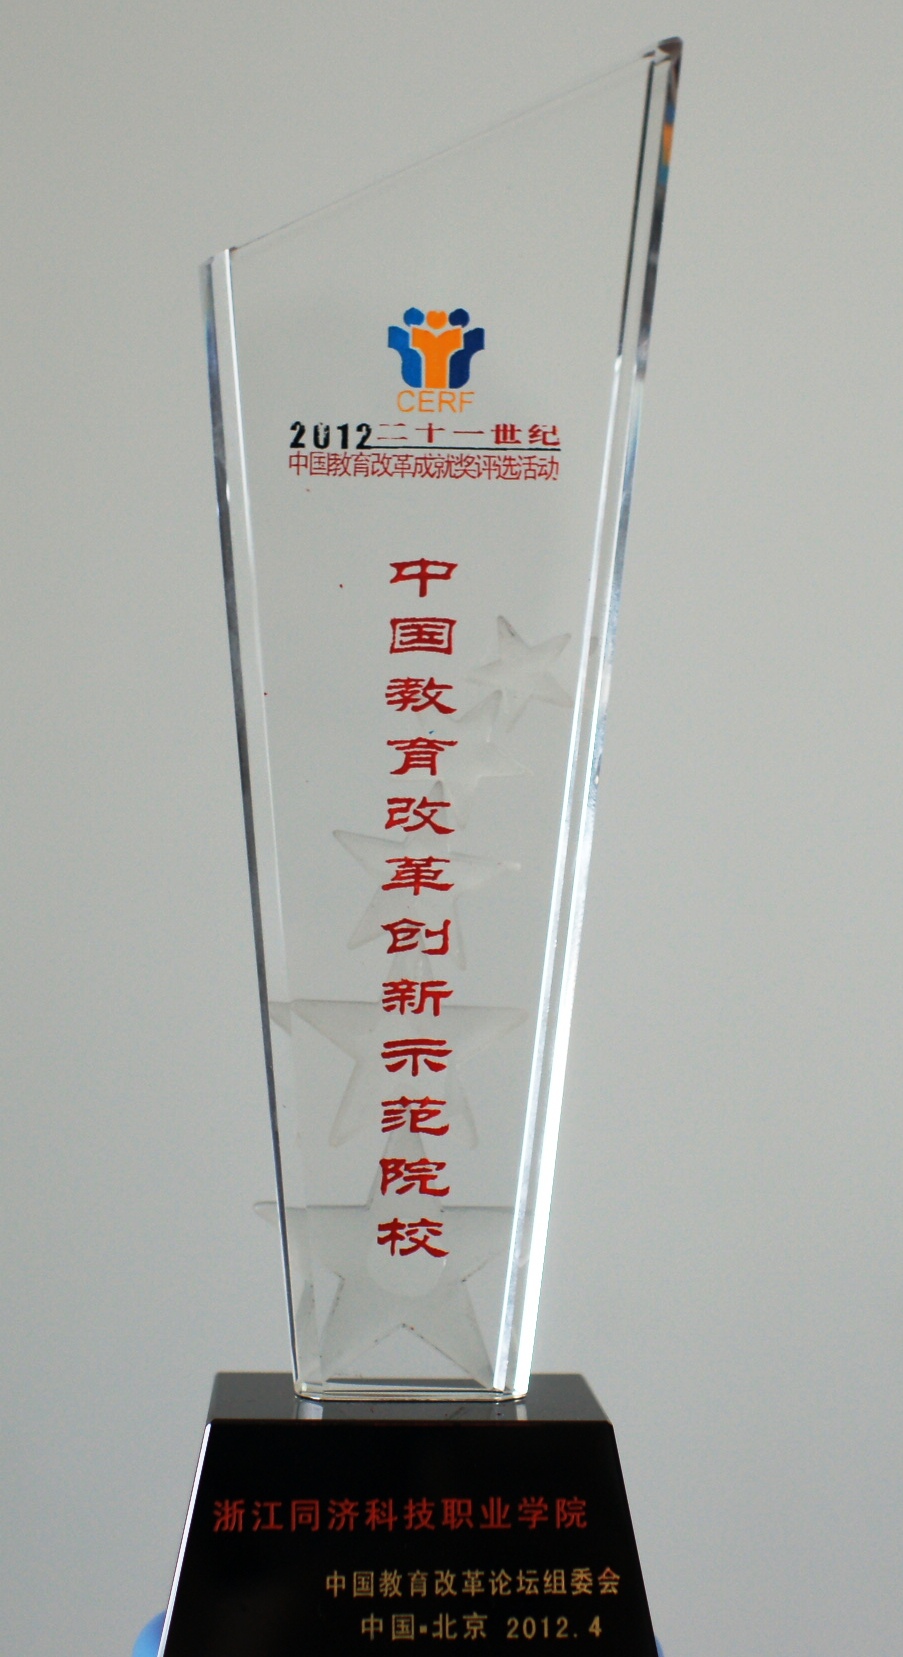 CERF
2012二十一世纪
中国教育改革成就奖评选活动
中国教育改革创新示范院校
浙江同济科技职业学院
中国教育改革论坛组委会
中国·北京 2012.4